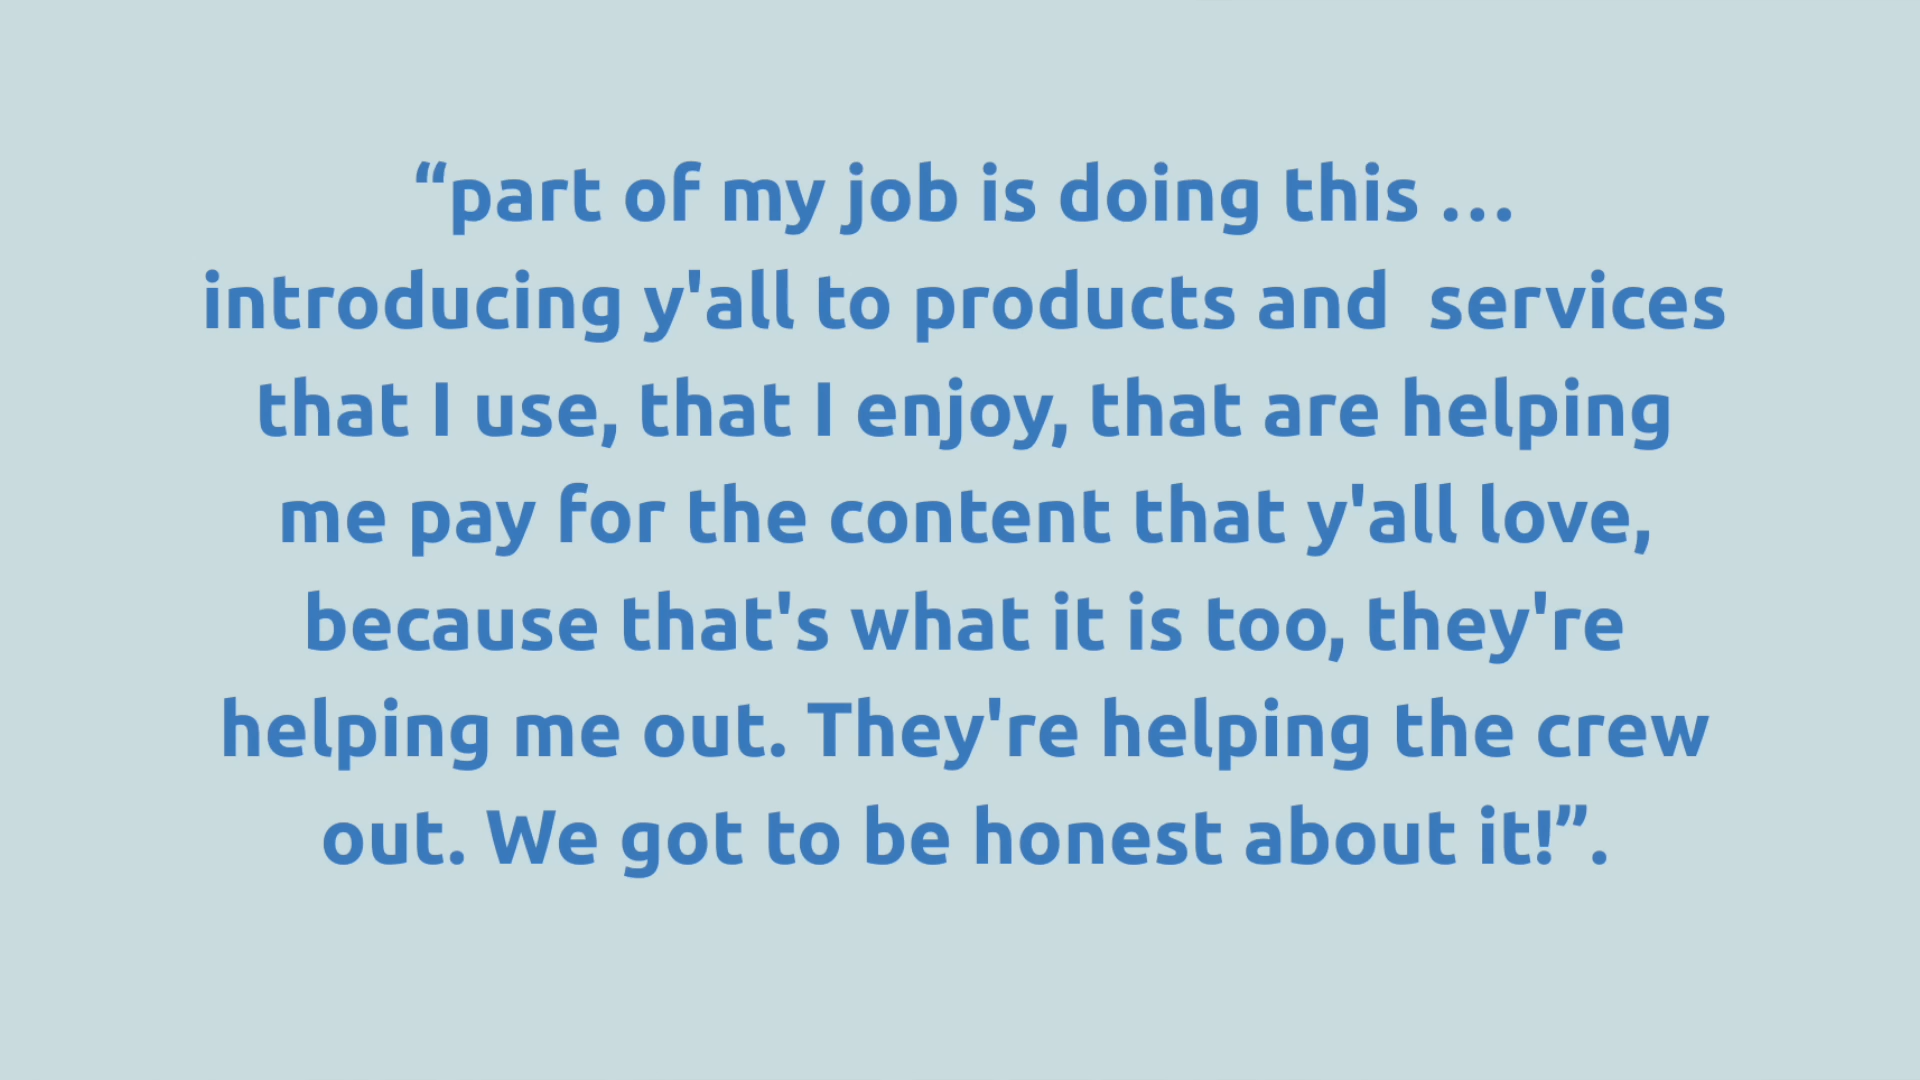 “part of my job is doing this …
introducing y'all to products and  services
that I use, that I enjoy, that are helping
me pay for the content that y'all love,
because that's what it is too, they're
helping me out. They're helping the crew
out. We got to be honest about it!”.